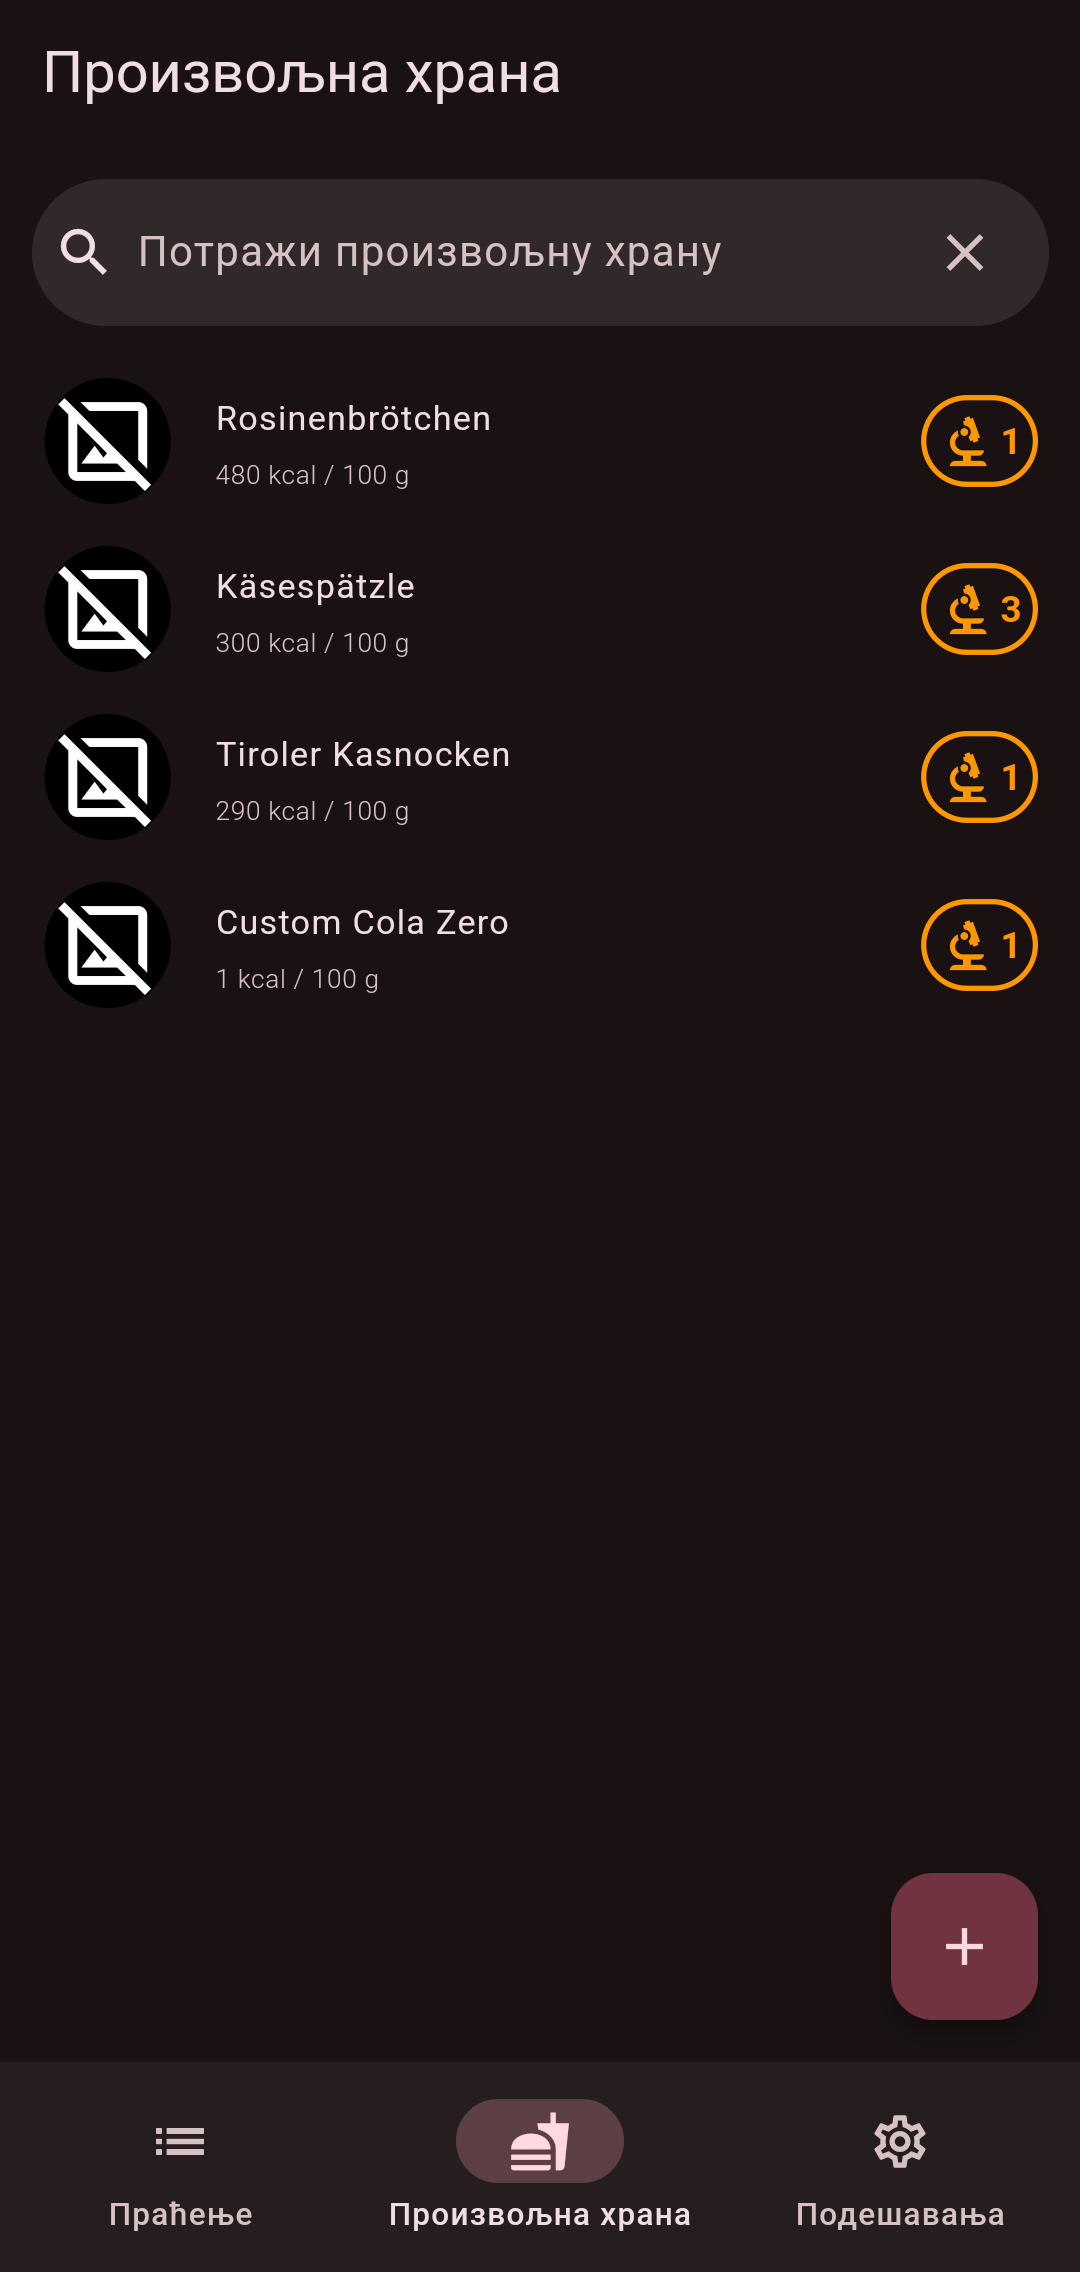 Произвољна храна
Потражи произвољну храну
Rosinenbrötchen
480 kcal / 100 g
1
Käsespätzle
300 kcal / 100 g
3
Tiroler Kasnocken
290 kcal / 100 g
1
Custom Cola Zero
1 kcal / 100 g
1
Праћење
Произвољна храна
Подешавања